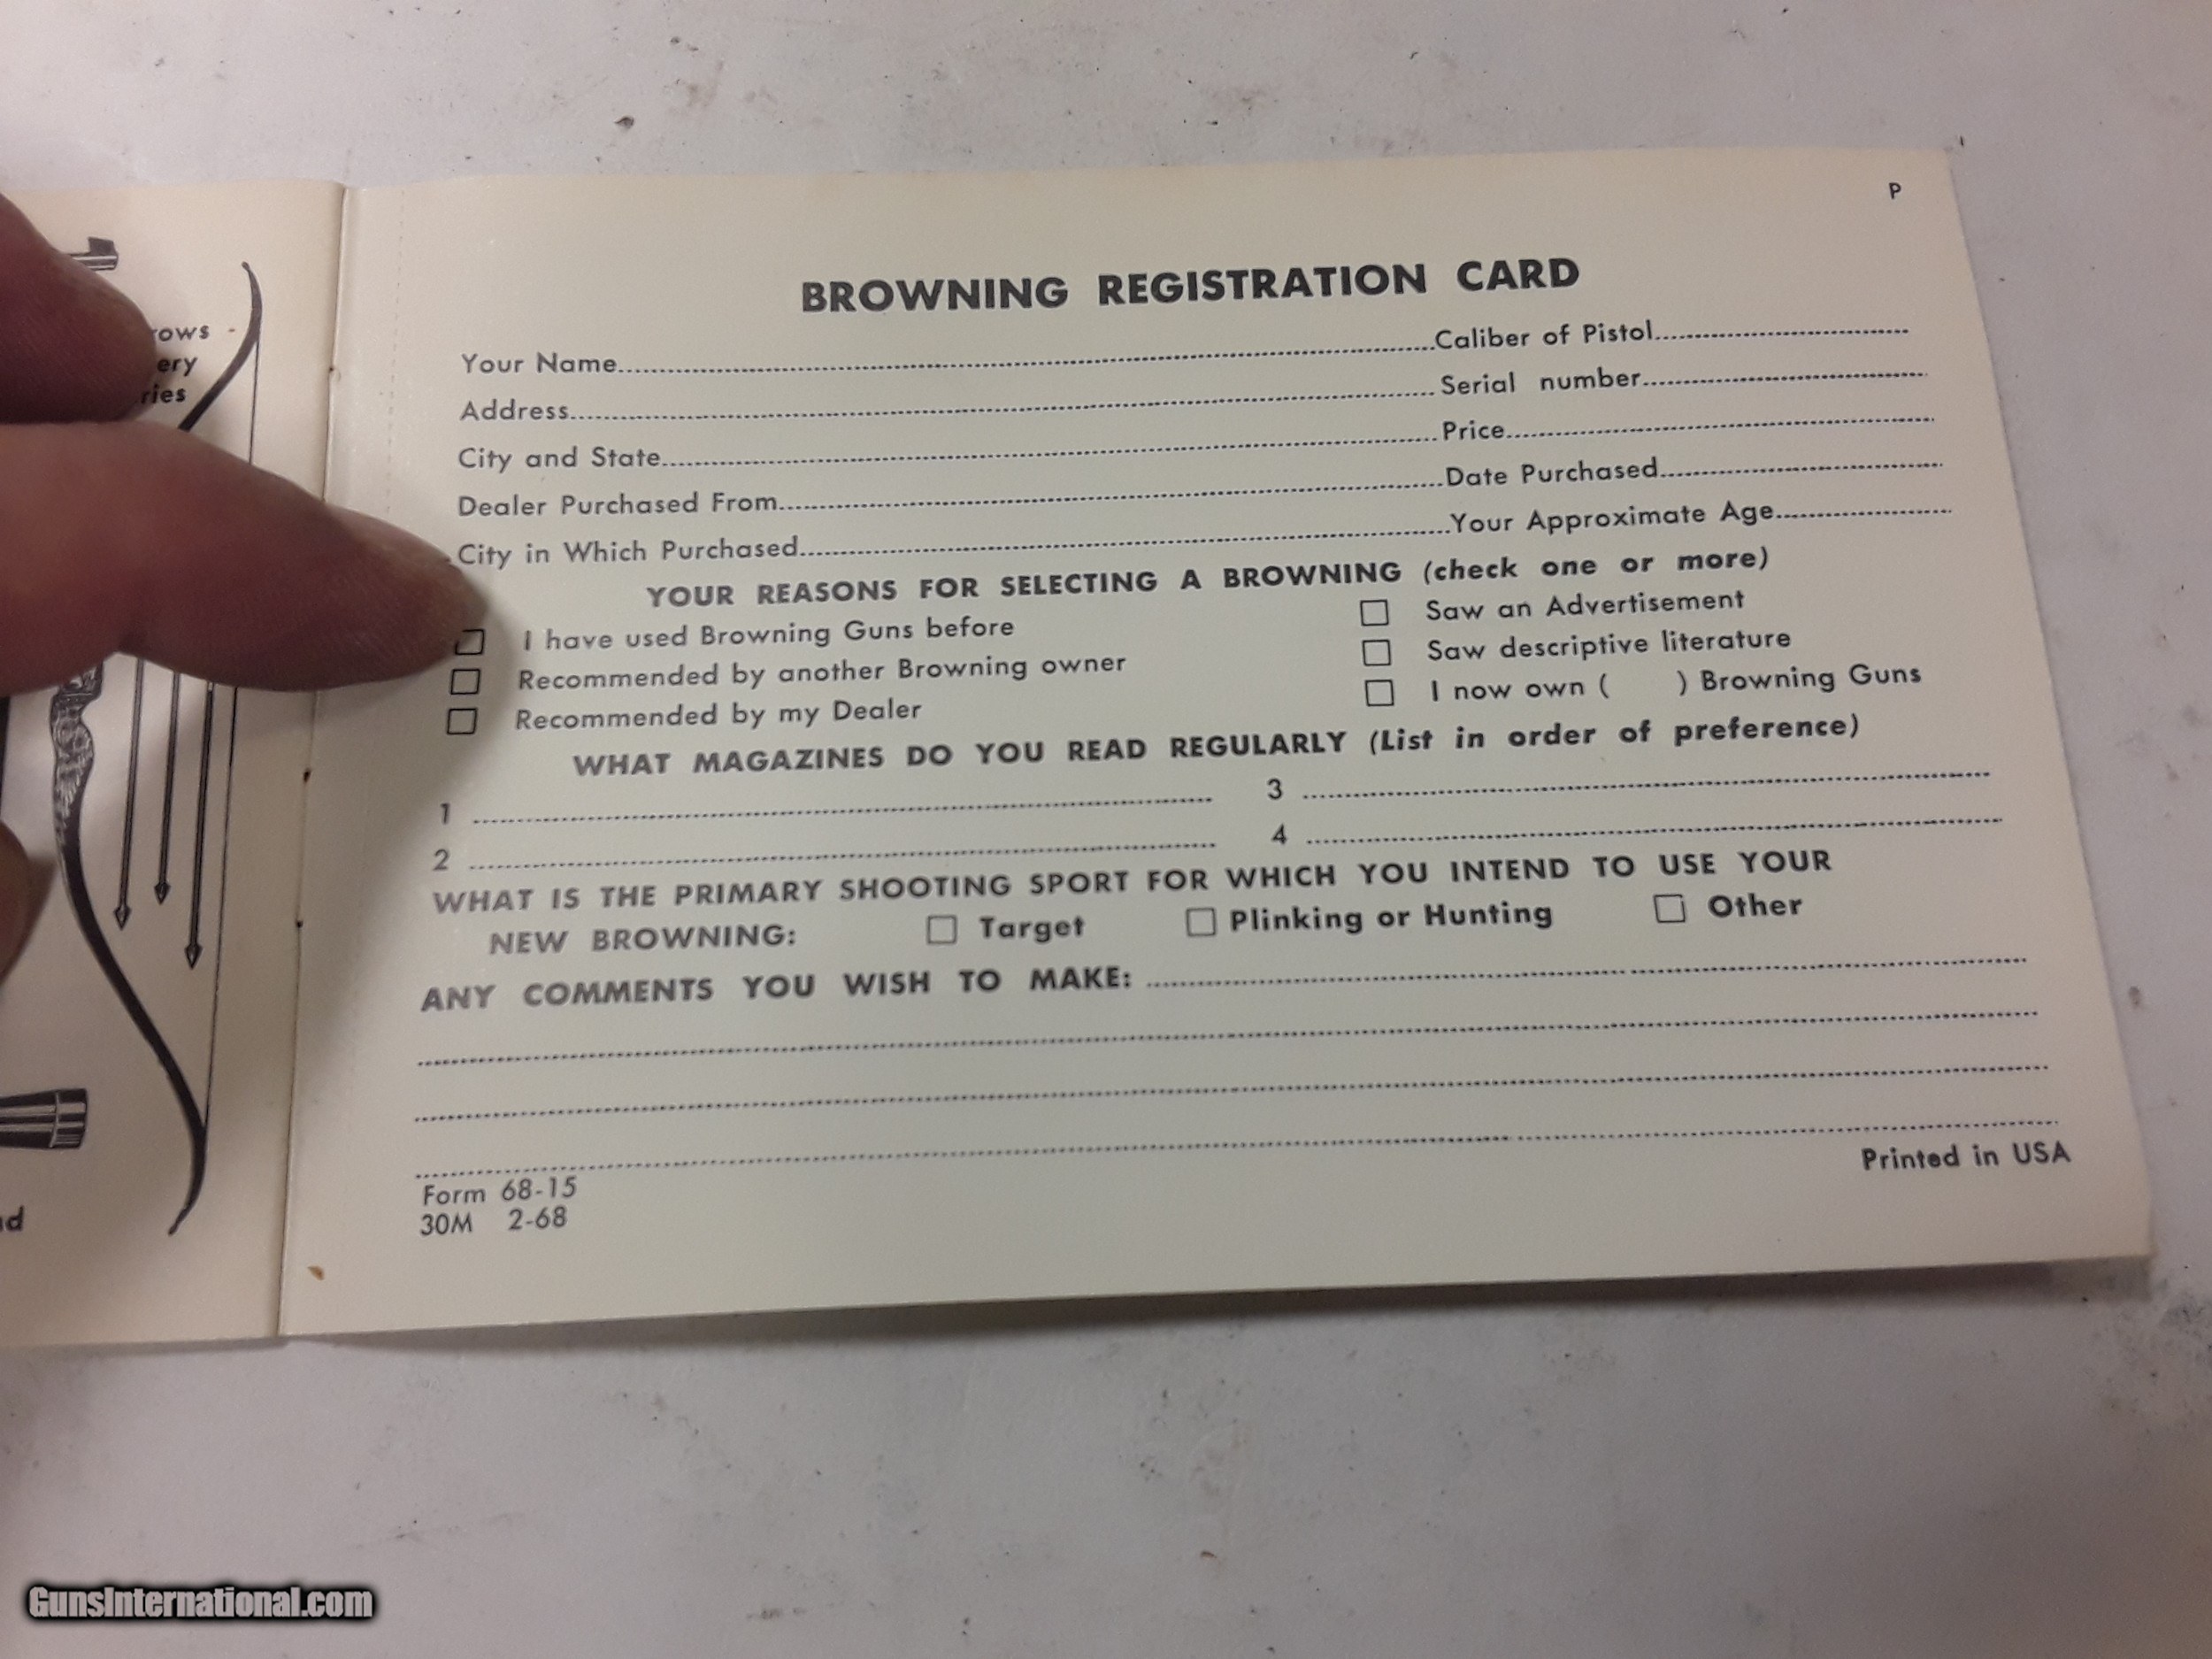 P
BROWNING REGISTRATION CARD
Your Name Caliber of Pistol
Address Serial number
City and State Price
Dealer Purchased From Date Purchased
City in Which Purchased Your Approximate Age
YOUR REASONS FOR SELECTING A BROWNING (check one or more)
I have used Browning Guns before Saw an Advertisement
Recommended by another Browning owner Saw descriptive literature
Recommended by my Dealer I now own ( ) Browning Guns
WHAT MAGAZINES DO YOU READ REGULARLY (List in order of preference)
1 3
2 4
WHAT IS THE PRIMARY SHOOTING SPORT FOR WHICH YOU INTEND TO USE YOUR
NEW BROWNING: Target Plinking or Hunting Other
ANY COMMENTS YOU WISH TO MAKE:
Printed in USA
Form 68-15
30M 2-68
GunsInternational.com